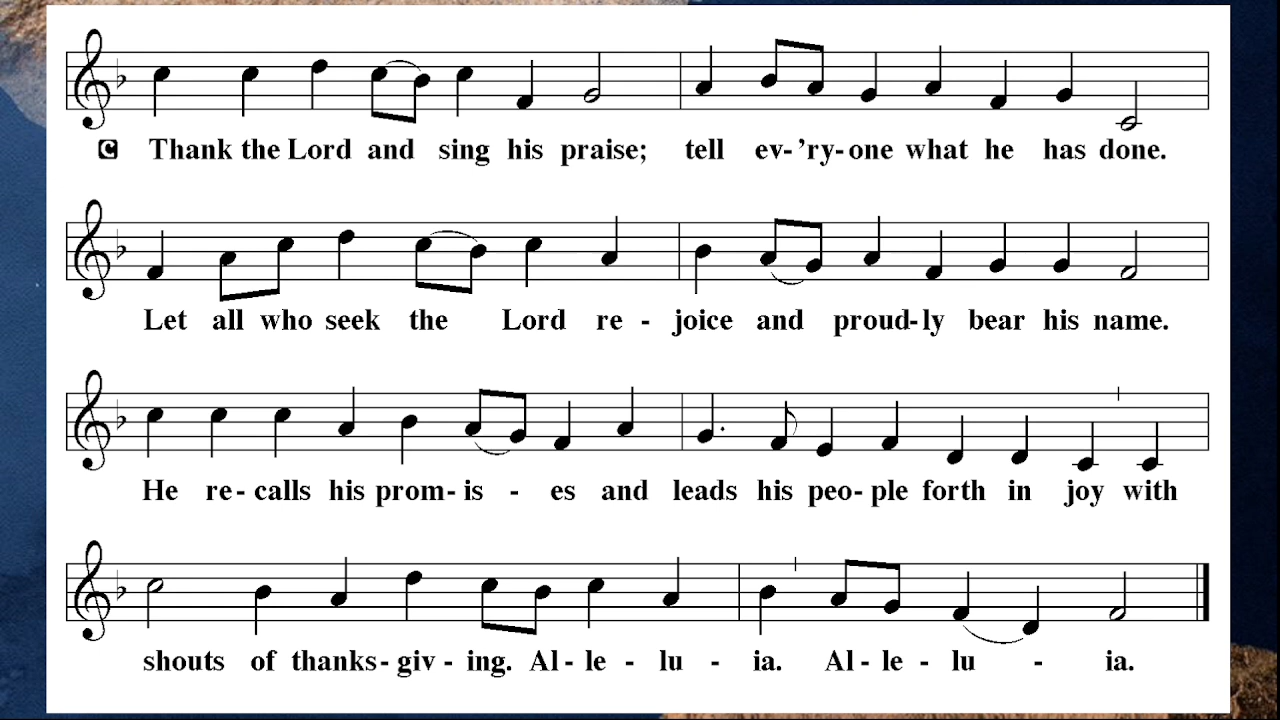 C Thank the Lord and sing his praise; tell ev-’ry-one what he has done.
Let all who seek the Lord re - joice and proud-ly bear his name.
He re-calls his prom-is - es and leads his peo-ple forth in joy with
shouts of thanks-giv - ing. Al-le - lu - ia. Al-le - lu - ia.